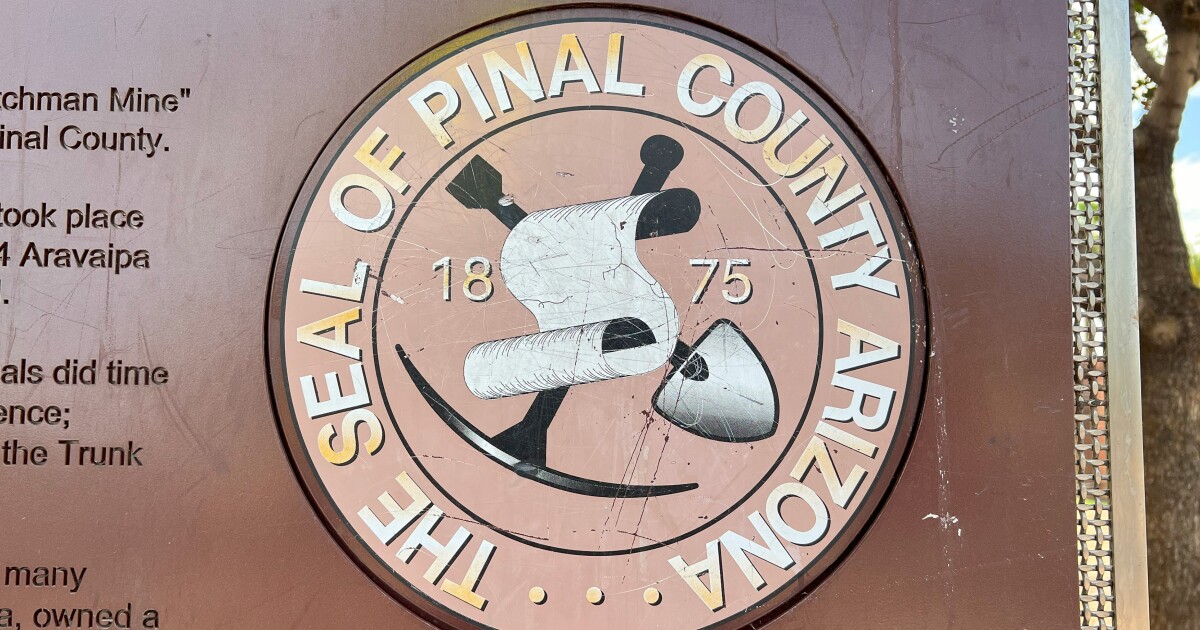 tchman Mine"
inal County.
took place
4 Aravaipa
als did time
ence;
the Trunk
many
a, owned a
THE SEAL OF PINAL COUNTY ARIZONA
18 75